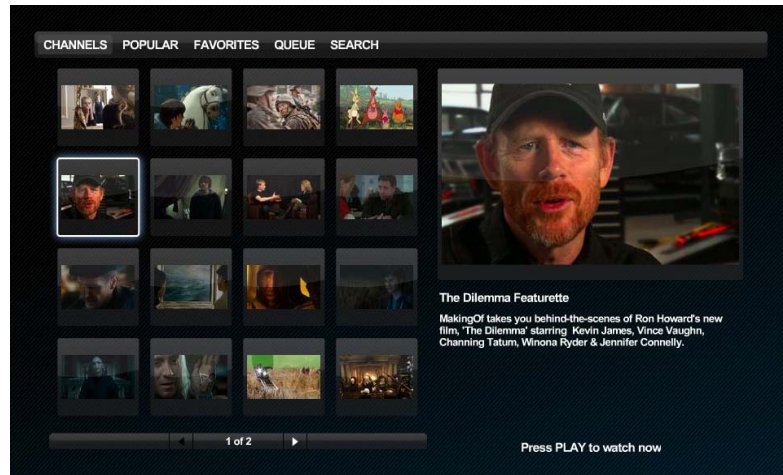 CHANNELS POPULAR FAVORITES QUEUE SEARCH
The Dilemma Featurette
MakingOf takes you behind-the-scenes of Ron Howard's new
film, 'The Dilemma' starring Kevin James, Vince Vaughn,
Channing Tatum, Winona Ryder & Jennifer Connelly.
1 of 2
Press PLAY to watch now